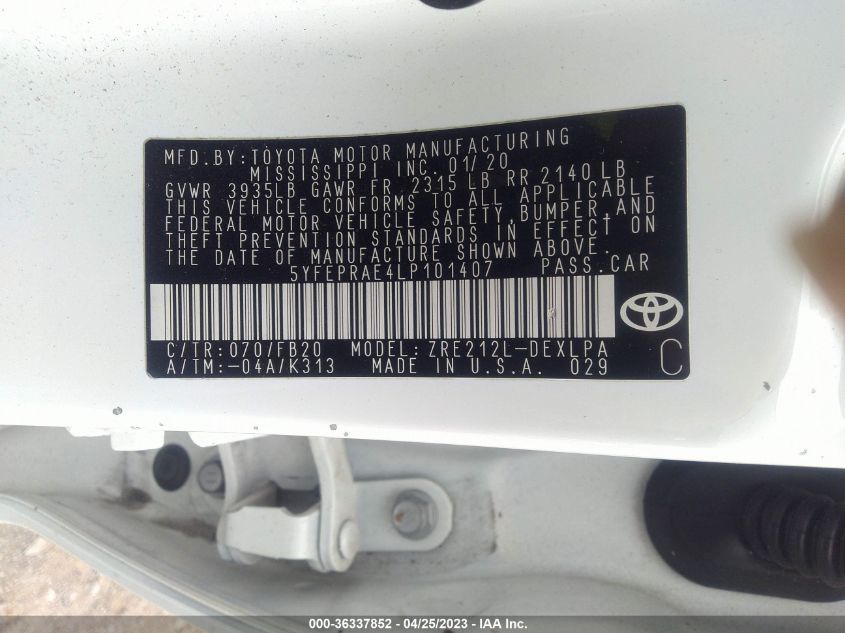 MFD.BY:TOYOTA MOTOR MANUFACTURING
MISSISSIPPI INC. 01/20
GVWR 3935LB GAWR FR 2315 LB RR 2140 LB
THIS VEHICLE CONFORMS TO ALL APPLICABLE
FEDERAL MOTOR VEHICLE SAFETY,BUMPER,AND
THEFT PREVENTION STANDARDS IN EFFECT ON
THE DATE OF MANUFACTURE SHOWN ABOVE.
5YFEPRAE4LP101407 PASS.CAR
C/TR:070/FB20 MODEL: ZRE212L-DEXLPA
A/TM:-04A/K313 MADE IN U.S.A. 029 C
000-36337852 - 04/25/2023 - IAA Inc.